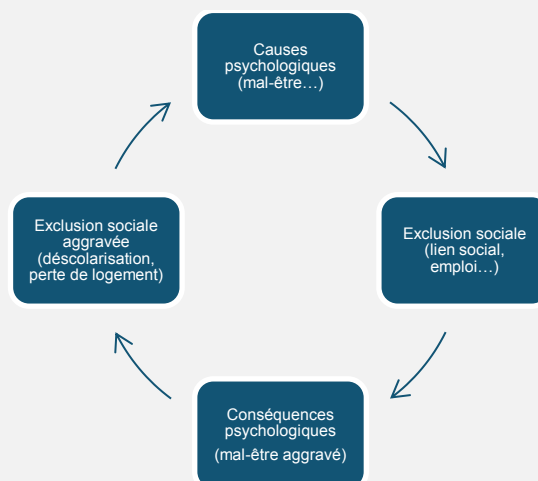 Causes
psychologiques
(mal-être…)
Exclusion sociale
(lien social,
emploi…)
Conséquences
psychologiques
(mal-être aggravé)
Exclusion sociale
aggravée
(déscolarisation,
perte de logement)